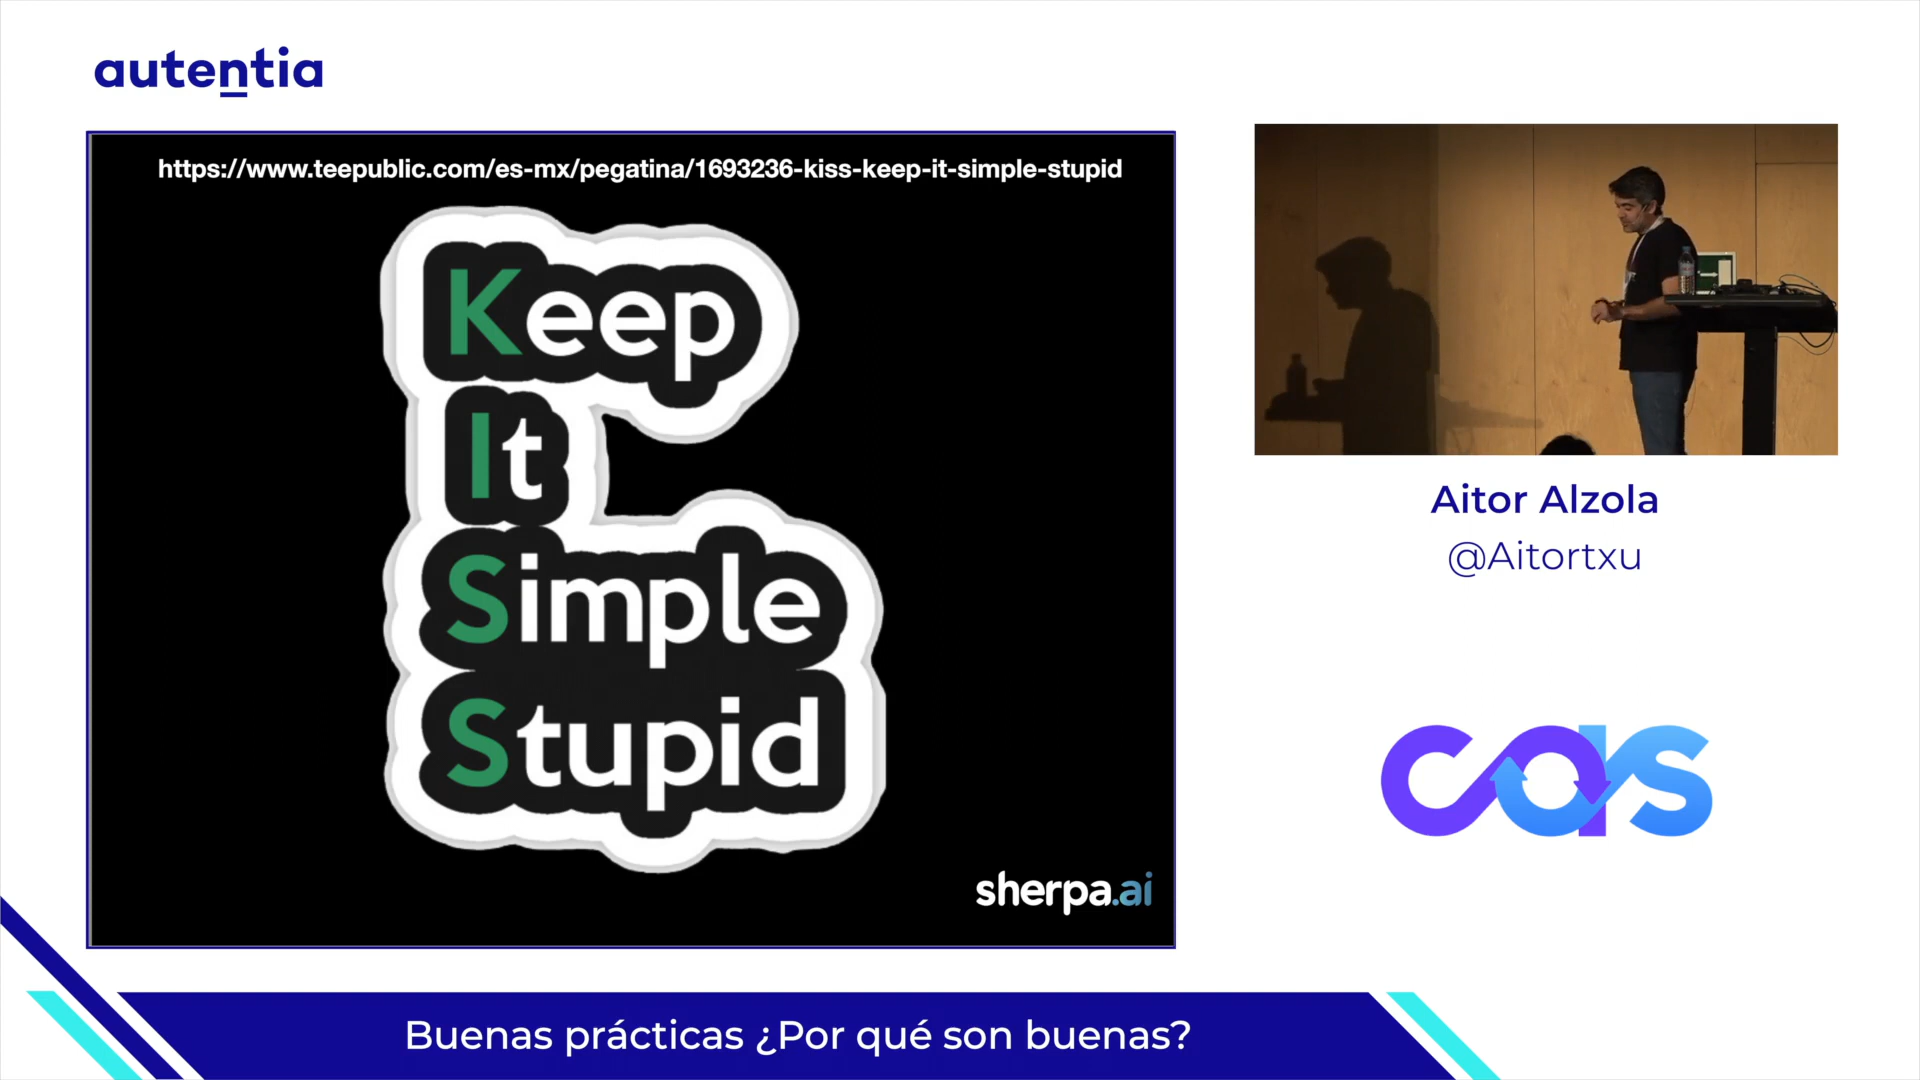 autentia
https://www.teepublic.com/es-mx/pegatina/1693236-kiss-keep-it-simple-stupid
Keep
It
Simple
Stupid
sherpa.ai
Aitor Alzola
@Aitortxu
cas
Buenas prácticas ¿Por qué son buenas?